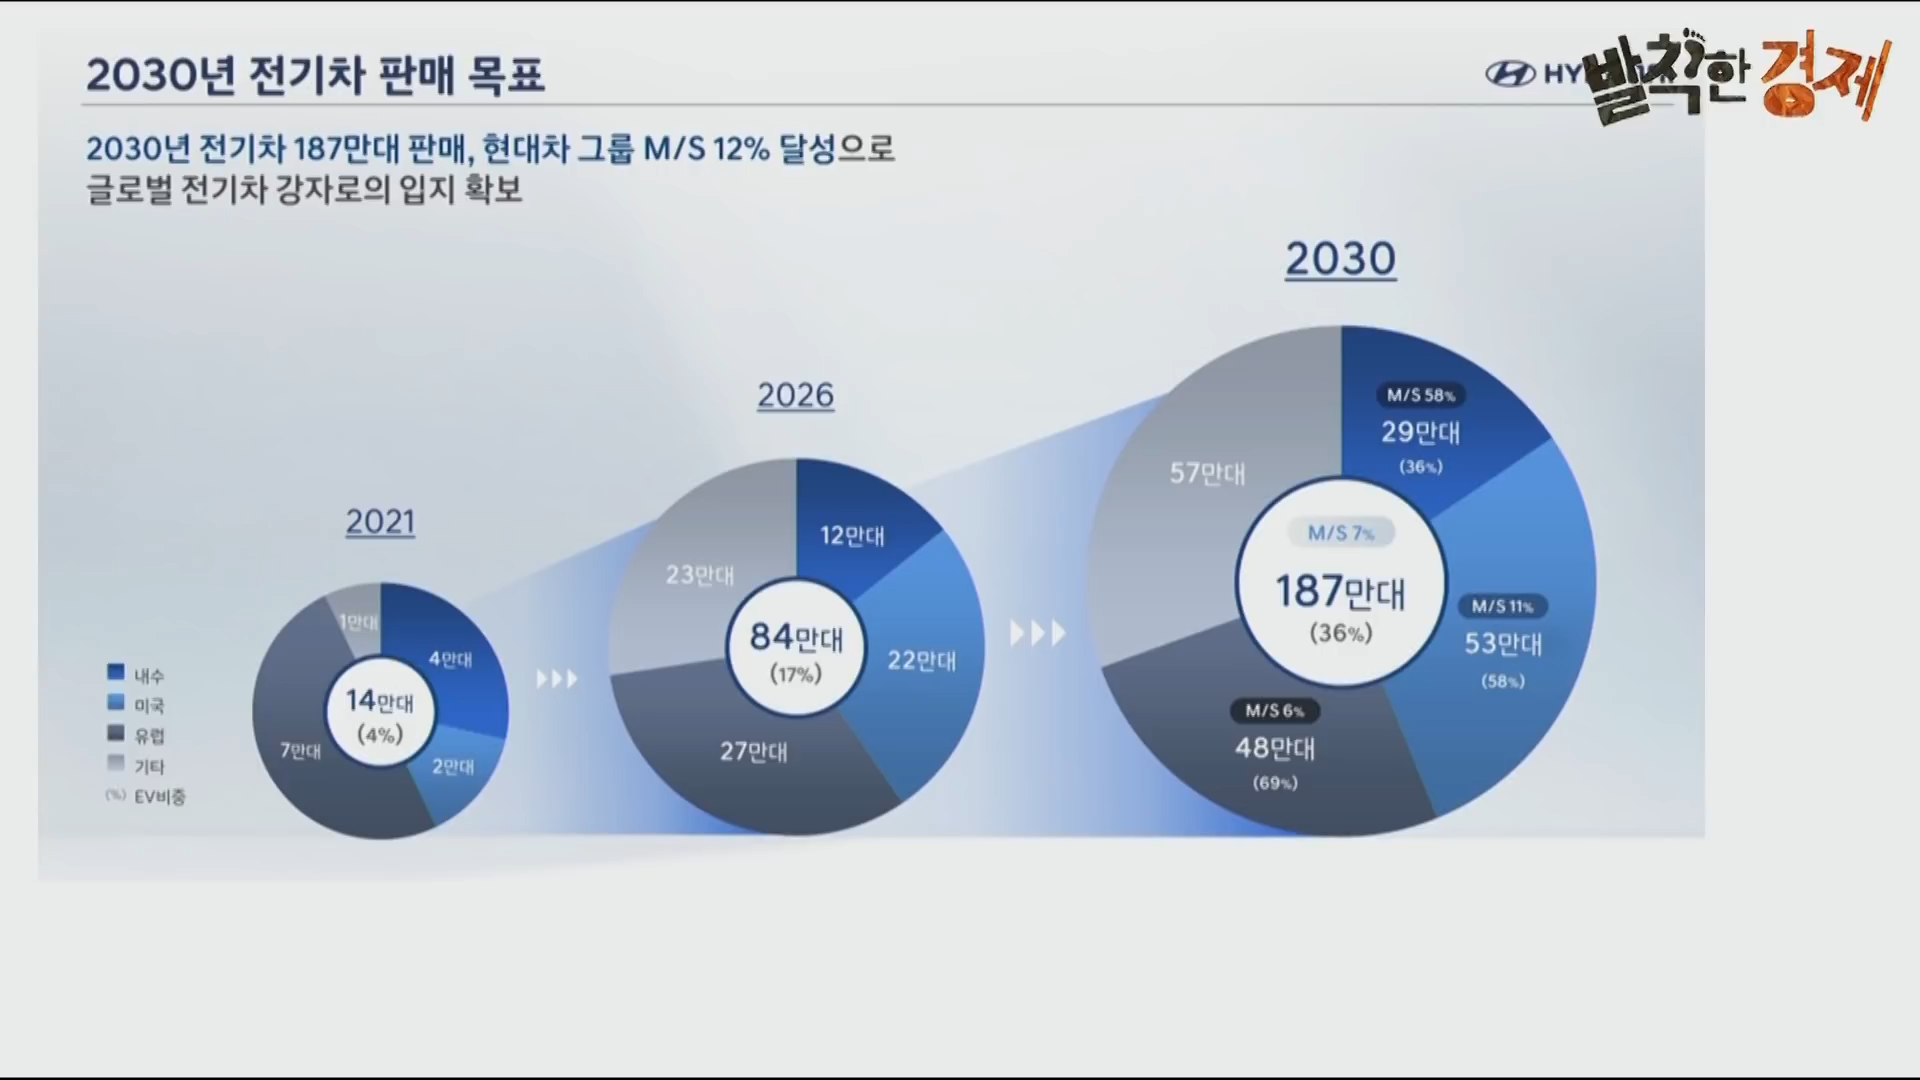 2030년 전기차 판매 목표
HY
발칙한 경제
2030년 전기차 187만대 판매, 현대차 그룹 M/S 12% 달성으로
글로벌 전기차 강자로의 입지 확보
2021
1만대
4만대
14만대
(4%)
7만대
2만대
2026
12만대
23만대
84만대
(17%)
22만대
27만대
2030
M/S 58%
29만대
(36%)
57만대
M/S 7%
187만대
(36%)
M/S 11%
53만대
(58%)
M/S 6%
48만대
(69%)
내수
미국
유럽
기타
(%) EV비중